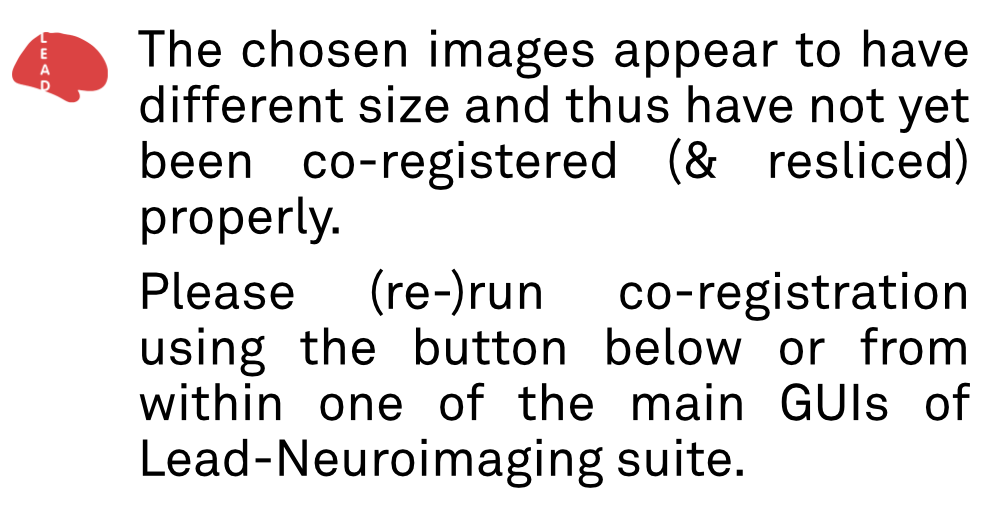 L
E
A
D
The chosen images appear to have
different size and thus have not yet
been co-registered (& resliced)
properly.
Please (re-)run co-registration
using the button below or from
within one of the main GUIs of
Lead-Neuroimaging suite.